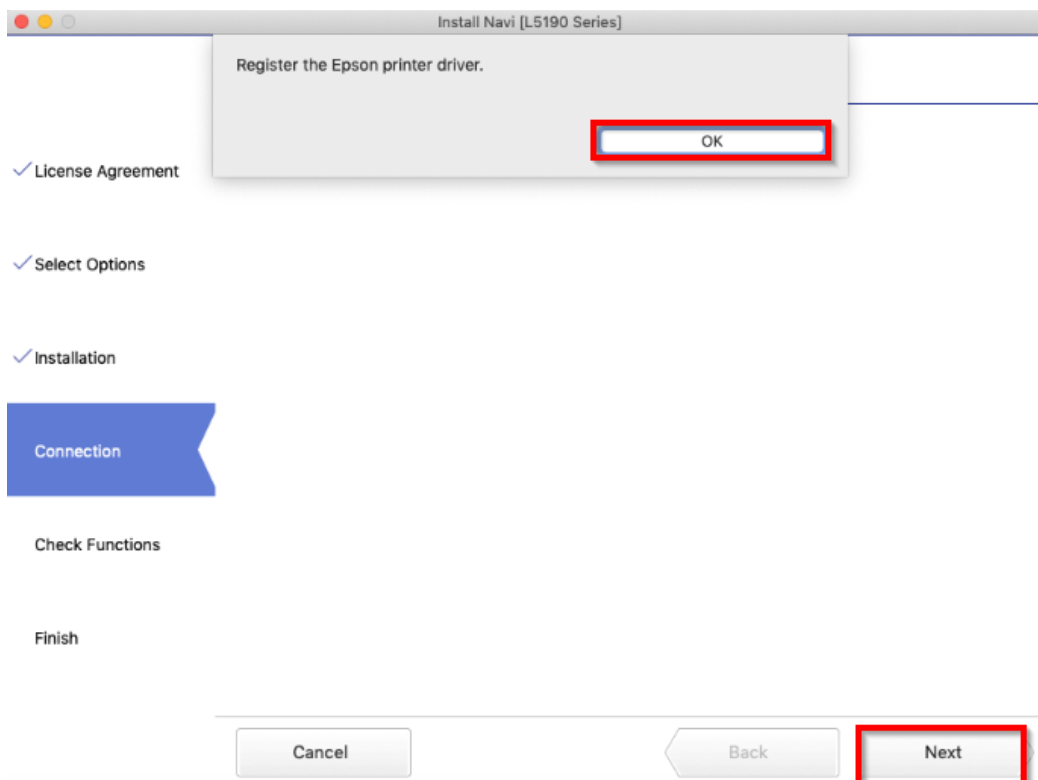 Install Navi [L5190 Series]
Register the Epson printer driver.
OK
License Agreement
Select Options
Installation
Connection
Check Functions
Finish
Cancel
Back
Next